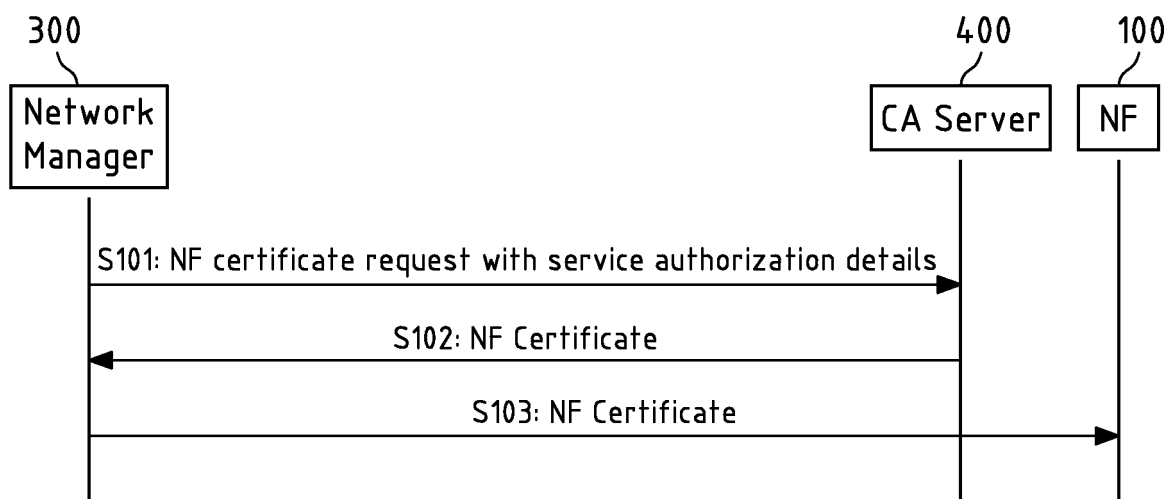 300
400
100
Network
Manager
CA Server
NF
S101: NF certificate request with service authorization details
S102: NF Certificate
S103: NF Certificate